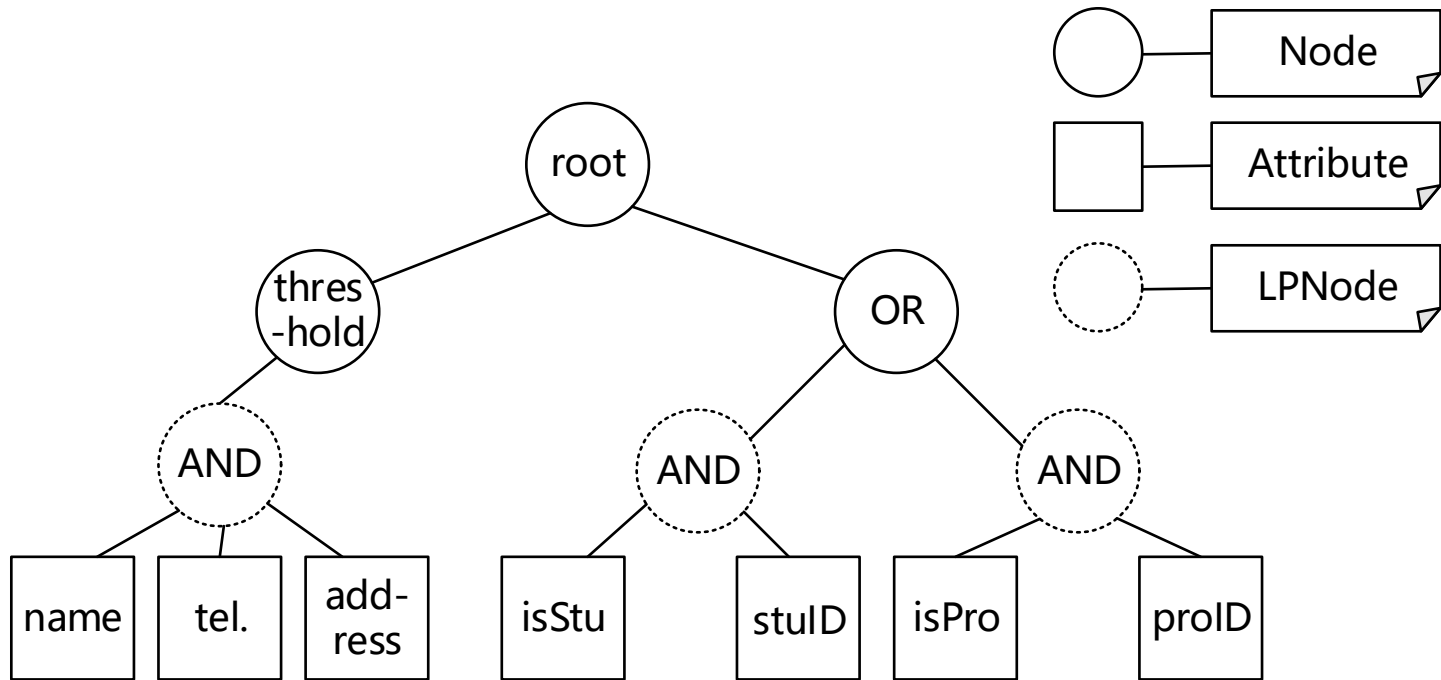 Node
root
Attribute
thres
-hold
OR
LPNode
AND
AND
AND
name
tel.
add-
ress
isStu
stuID
isPro
proID